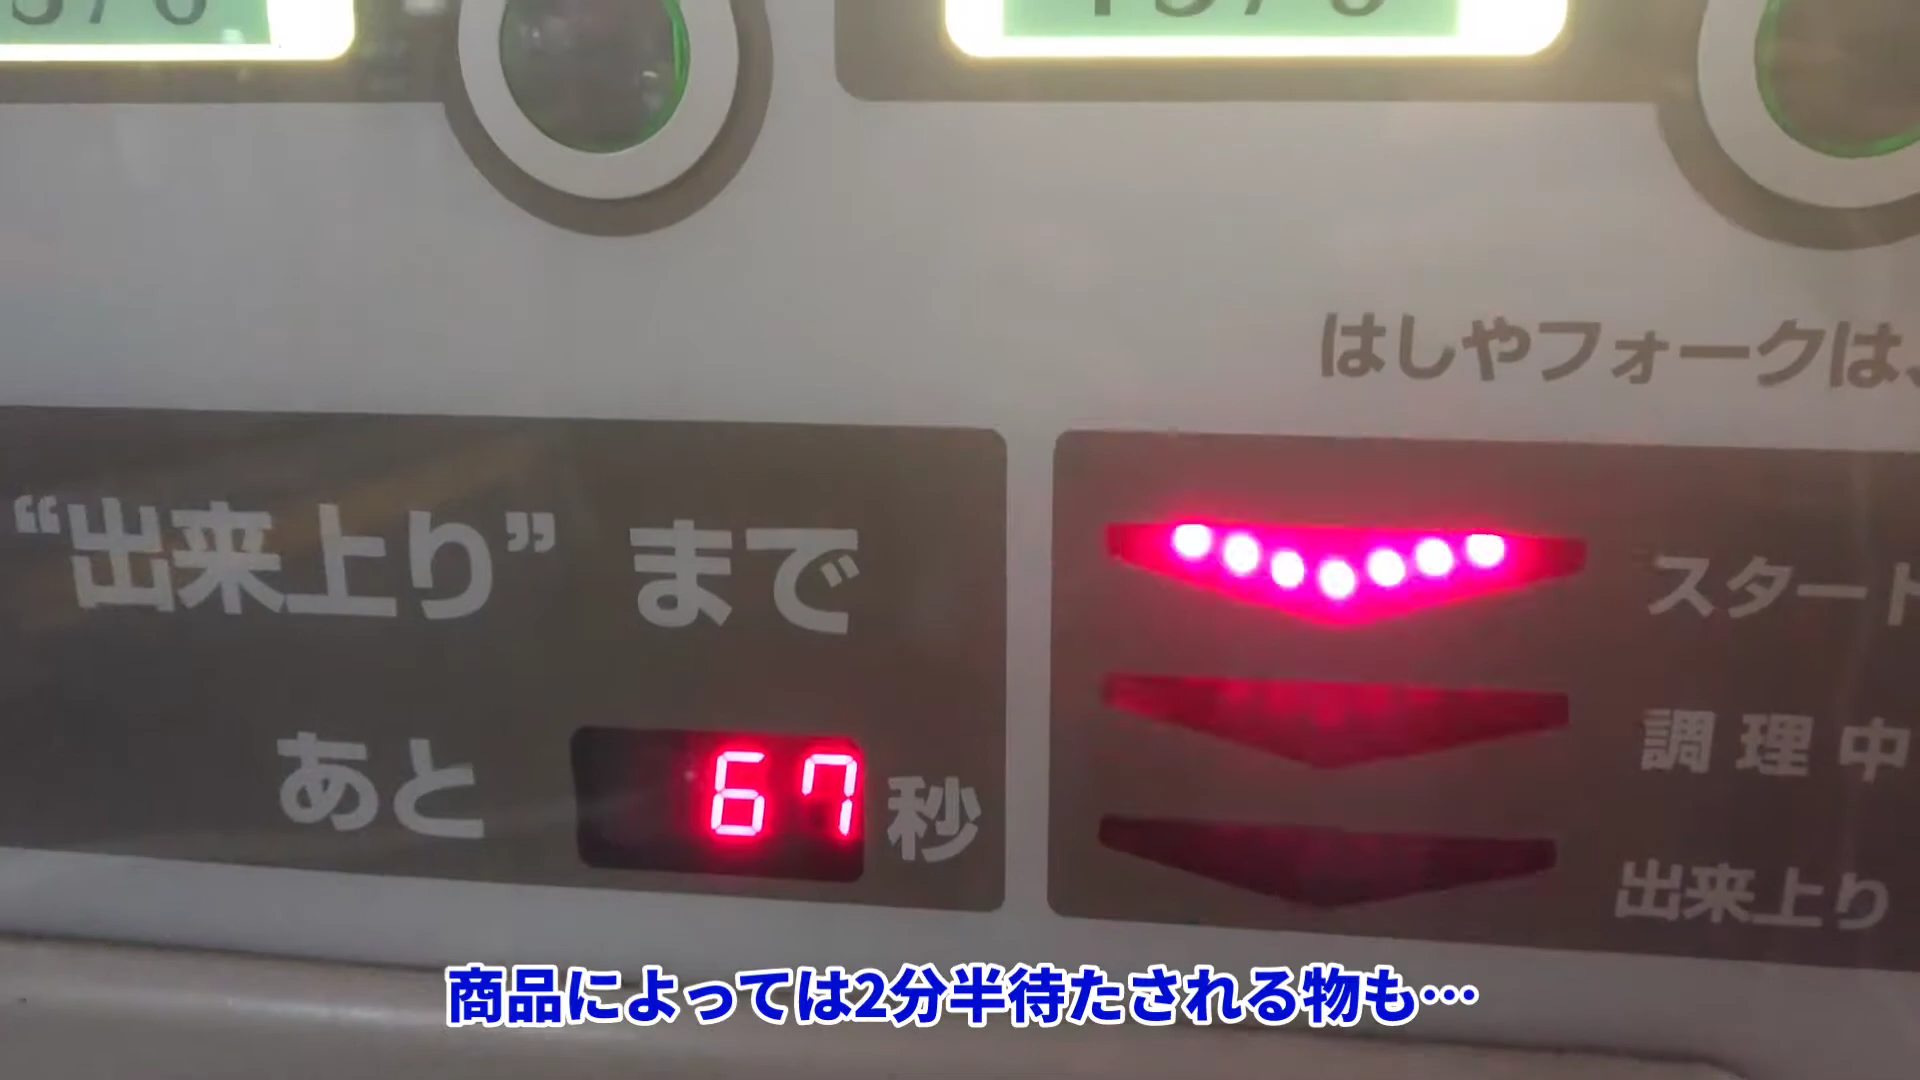 はしやフォークは、
“出来上り” まで
あと 67 秒
スタート
調理中
出来上り
商品によっては2分半待たされる物も…